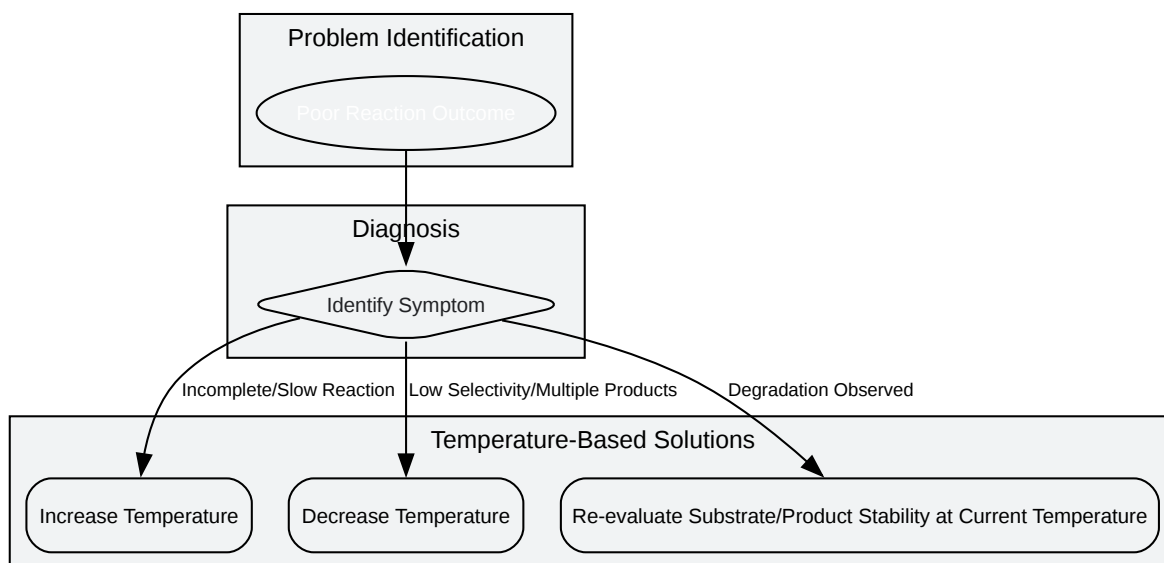 Problem Identification
Poor Reaction Outcome
Diagnosis
Identify Symptom
Incomplete/Slow Reaction
Low Selectivity/Multiple Products
Degradation Observed
Temperature-Based Solutions
Increase Temperature
Decrease Temperature
Re-evaluate Substrate/Product Stability at Current Temperature